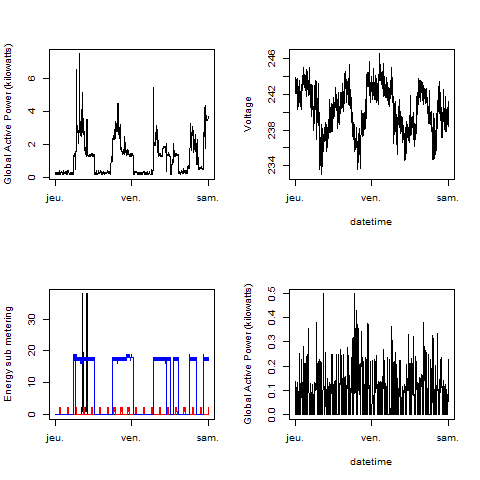 Global Active Power (kilowatts)
0 2 4 6
jeu. ven. sam.
Voltage
234 238 242 246
jeu. ven. sam.
datetime
Energy sub metering
0 10 20 30
jeu. ven. sam.
Global Active Power (kilowatts)
0.0 0.1 0.2 0.3 0.4 0.5
jeu. ven. sam.
datetime